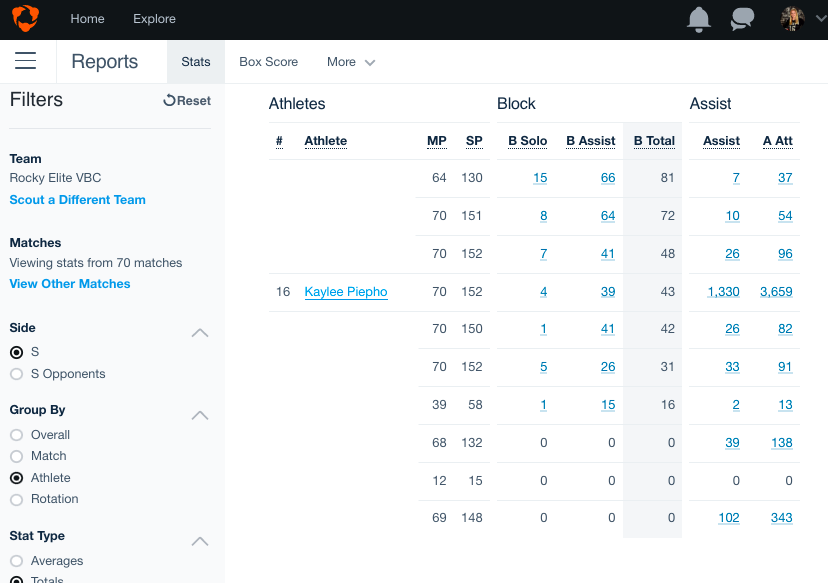 Home Explore
Reports Stats Box Score More
Filters Reset
Team
Rocky Elite VBC
Scout a Different Team
Matches
Viewing stats from 70 matches
View Other Matches
Side
S
S Opponents
Group By
Overall
Match
Athlete
Rotation
Stat Type
Averages
Totals
Athletes Block Assist
# Athlete MP SP B Solo B Assist B Total Assist A Att
64 130 15 66 81 7 37
70 151 8 64 72 10 54
70 152 7 41 48 26 96
16 Kaylee Piepho 70 152 4 39 43 1,330 3,659
70 150 1 41 42 26 82
70 152 5 26 31 33 91
39 58 1 15 16 2 13
68 132 0 0 0 39 138
12 15 0 0 0 0 0
69 148 0 0 0 102 343